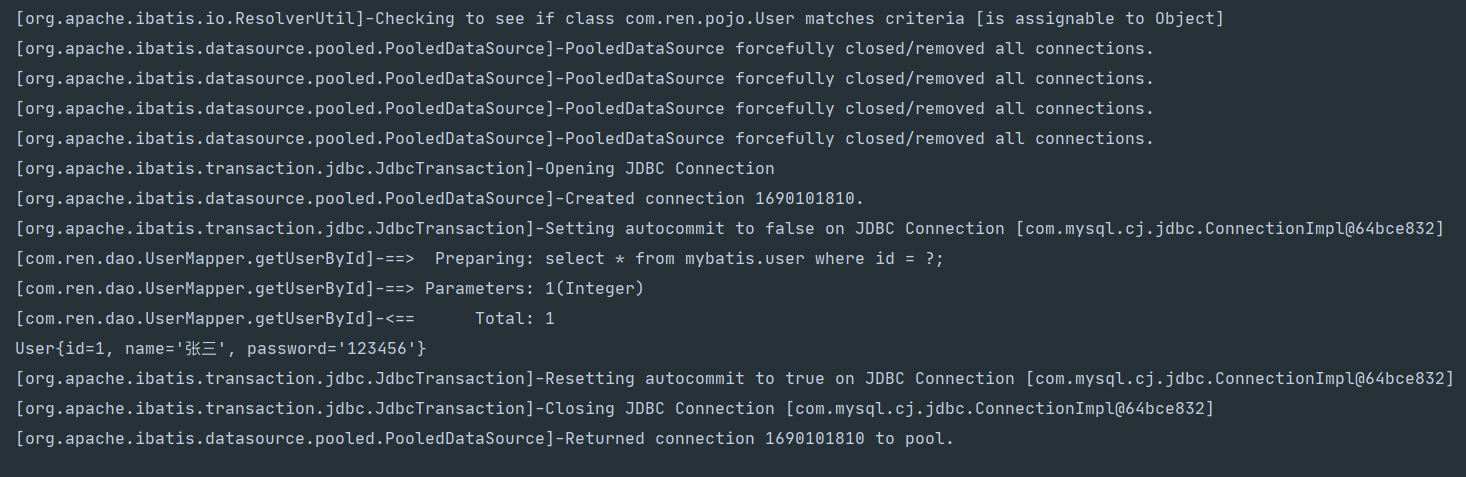 [org.apache.ibatis.io.ResolverUtil]-Checking to see if class com.ren.pojo.User matches criteria [is assignable to Object]
[org.apache.ibatis.datasource.pooled.PooledDataSource]-PooledDataSource forcefully closed/removed all connections.
[org.apache.ibatis.datasource.pooled.PooledDataSource]-PooledDataSource forcefully closed/removed all connections.
[org.apache.ibatis.datasource.pooled.PooledDataSource]-PooledDataSource forcefully closed/removed all connections.
[org.apache.ibatis.datasource.pooled.PooledDataSource]-PooledDataSource forcefully closed/removed all connections.
[org.apache.ibatis.transaction.jdbc.JdbcTransaction]-Opening JDBC Connection
[org.apache.ibatis.datasource.pooled.PooledDataSource]-Created connection 1690101810.
[org.apache.ibatis.transaction.jdbc.JdbcTransaction]-Setting autocommit to false on JDBC Connection [com.mysql.cj.jdbc.ConnectionImpl@64bce832]
[com.ren.dao.UserMapper.getUserById]-==>  Preparing: select * from mybatis.user where id = ?;
[com.ren.dao.UserMapper.getUserById]-==> Parameters: 1(Integer)
[com.ren.dao.UserMapper.getUserById]-<==      Total: 1
User{id=1, name='张三', password='123456'}
[org.apache.ibatis.transaction.jdbc.JdbcTransaction]-Resetting autocommit to true on JDBC Connection [com.mysql.cj.jdbc.ConnectionImpl@64bce832]
[org.apache.ibatis.transaction.jdbc.JdbcTransaction]-Closing JDBC Connection [com.mysql.cj.jdbc.ConnectionImpl@64bce832]
[org.apache.ibatis.datasource.pooled.PooledDataSource]-Returned connection 1690101810 to pool.